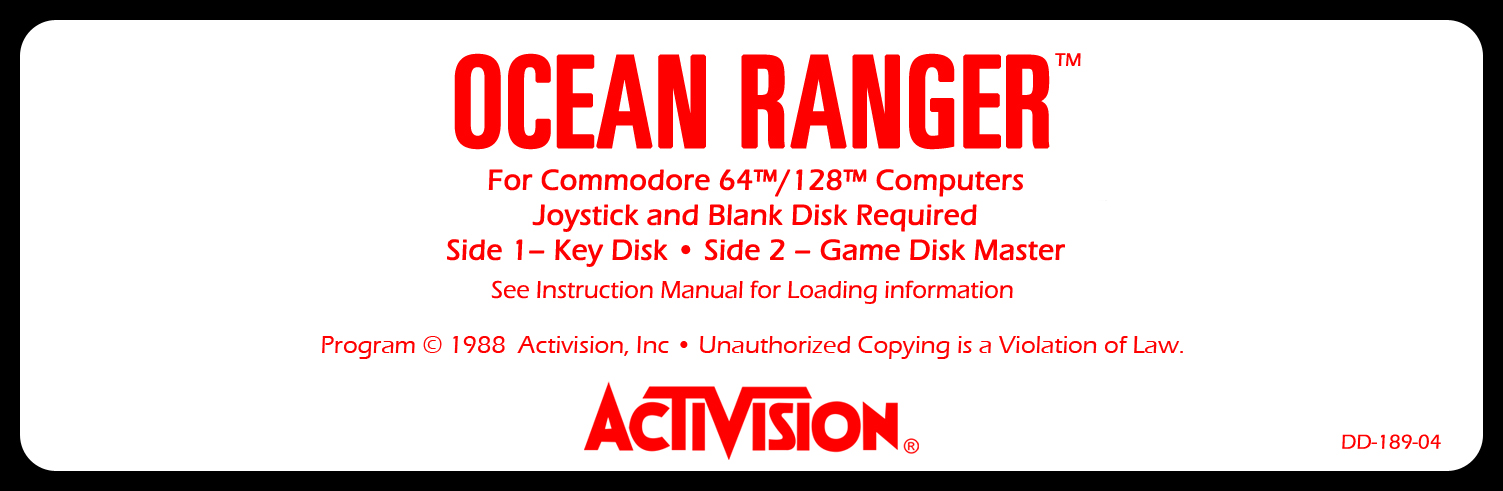 OCEAN RANGER™
For Commodore 64™/128™ Computers
Joystick and Blank Disk Required
Side 1– Key Disk • Side 2 – Game Disk Master
See Instruction Manual for Loading information
Program © 1988 Activision, Inc • Unauthorized Copying is a Violation of Law.
ACTIVISION®
DD-189-04